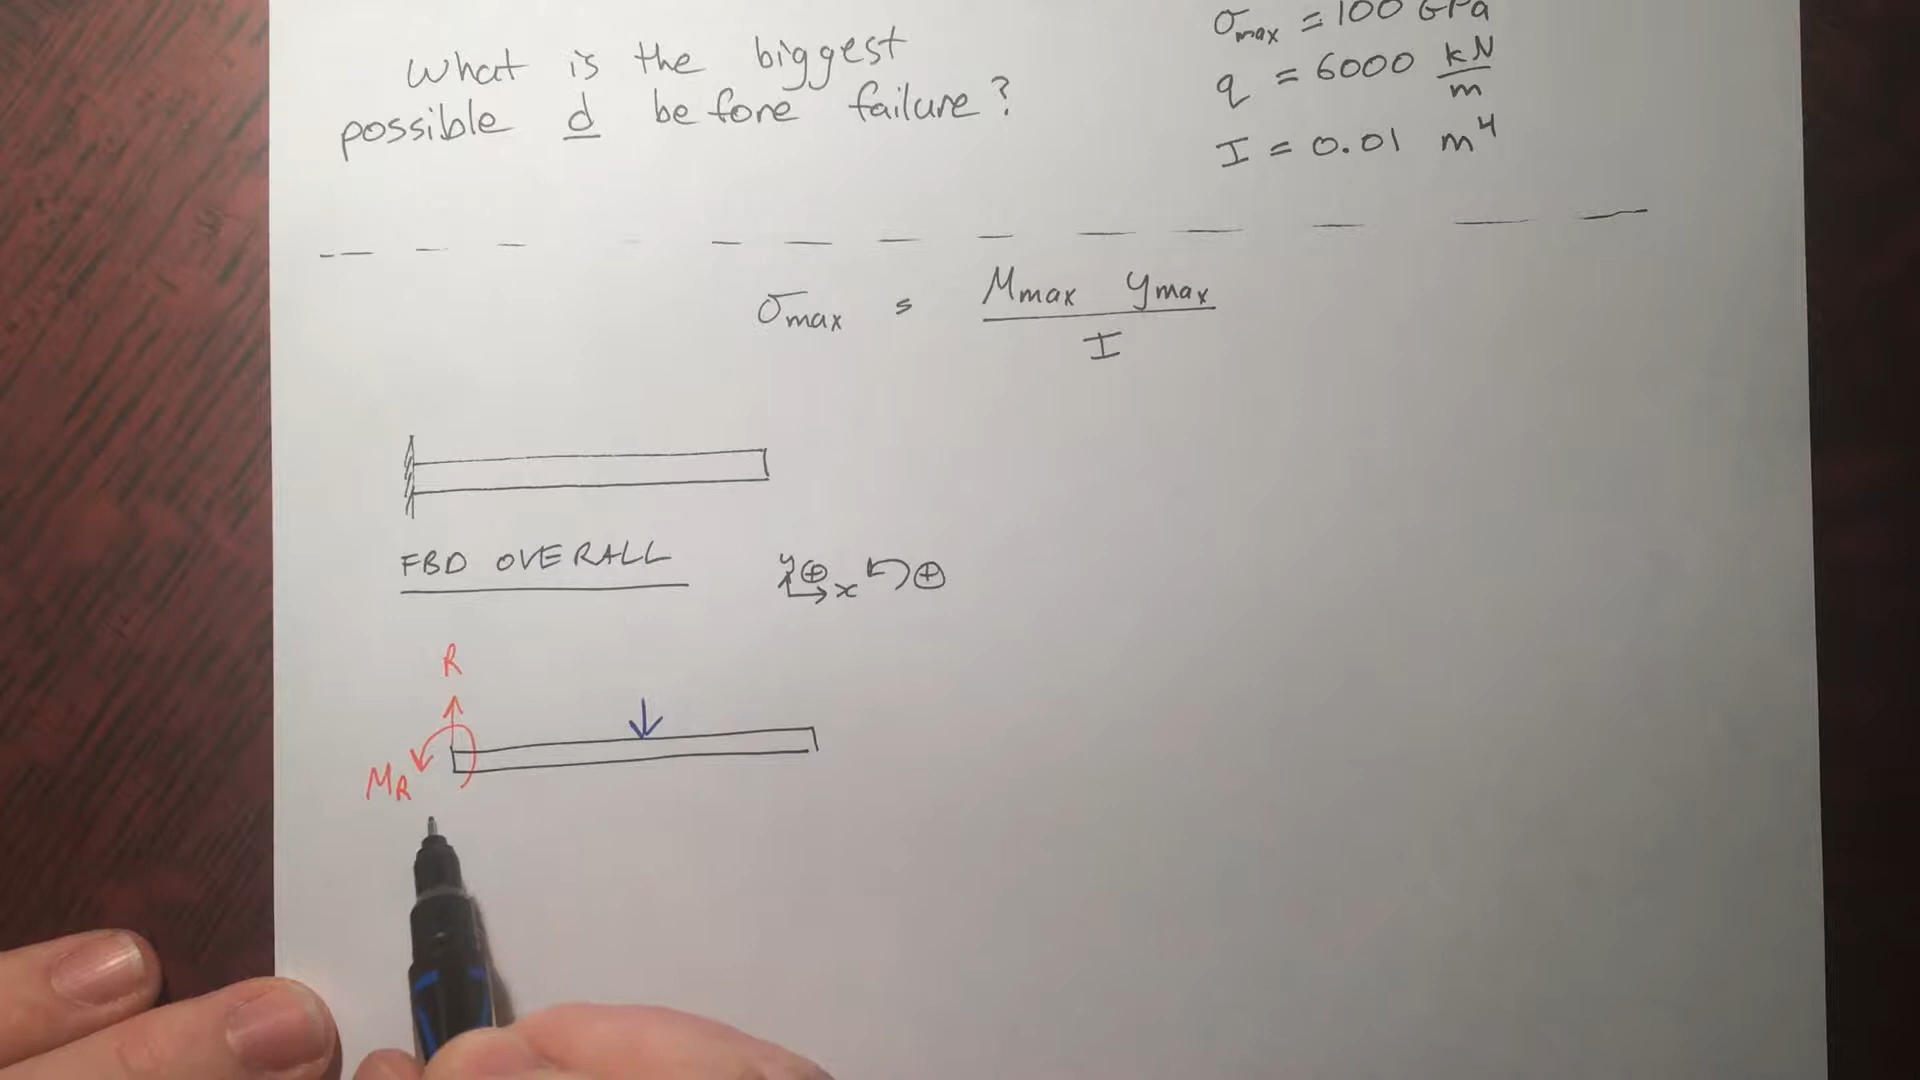 What is the biggest
possible d before failure?
σmax = 100 GPa
q = 6000 kN/m
I = 0.01 m⁴
σmax = Mmax ymax / I
FBD OVERALL
y ⊕ x ⊕
R
MR